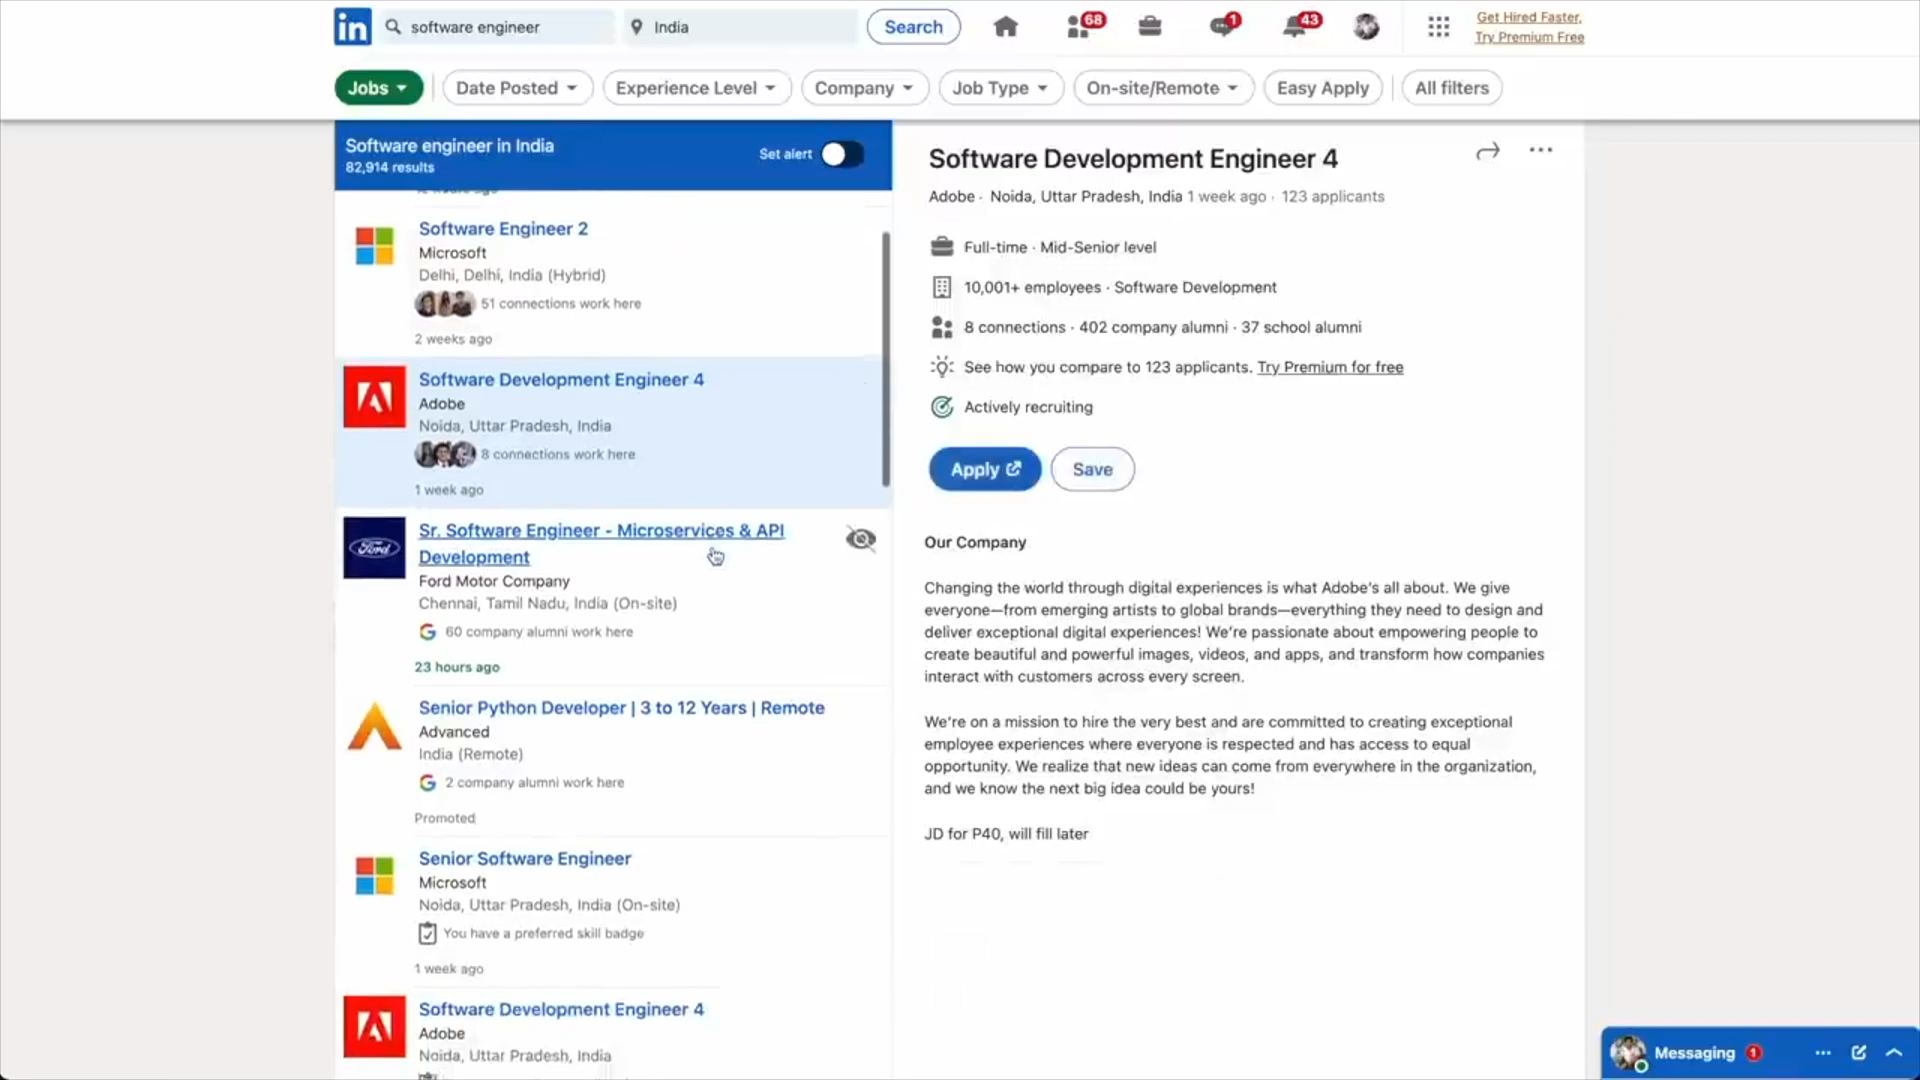 in
software engineer
India
Search
68
1
43
Get Hired Faster,
Try Premium Free
Jobs
Date Posted
Experience Level
Company
Job Type
On-site/Remote
Easy Apply
All filters
Software engineer in India
82,914 results
Set alert
Software Engineer 2
Microsoft
Delhi, Delhi, India (Hybrid)
51 connections work here
2 weeks ago
Software Development Engineer 4
Adobe
Noida, Uttar Pradesh, India
8 connections work here
1 week ago
Ford
Sr. Software Engineer - Microservices & API
Development
Ford Motor Company
Chennai, Tamil Nadu, India (On-site)
60 company alumni work here
23 hours ago
Senior Python Developer | 3 to 12 Years | Remote
Advanced
India (Remote)
2 company alumni work here
Promoted
Senior Software Engineer
Microsoft
Noida, Uttar Pradesh, India (On-site)
You have a preferred skill badge
1 week ago
Software Development Engineer 4
Adobe
Noida, Uttar Pradesh, India
Software Development Engineer 4
Adobe · Noida, Uttar Pradesh, India 1 week ago · 123 applicants
Full-time · Mid-Senior level
10,001+ employees · Software Development
8 connections · 402 company alumni · 37 school alumni
See how you compare to 123 applicants. Try Premium for free
Actively recruiting
Apply
Save
Our Company
Changing the world through digital experiences is what Adobe's all about. We give
everyone—from emerging artists to global brands—everything they need to design and
deliver exceptional digital experiences! We're passionate about empowering people to
create beautiful and powerful images, videos, and apps, and transform how companies
interact with customers across every screen.
We're on a mission to hire the very best and are committed to creating exceptional
employee experiences where everyone is respected and has access to equal
opportunity. We realize that new ideas can come from everywhere in the organization,
and we know the next big idea could be yours!
JD for P40, will fill later
Messaging 1